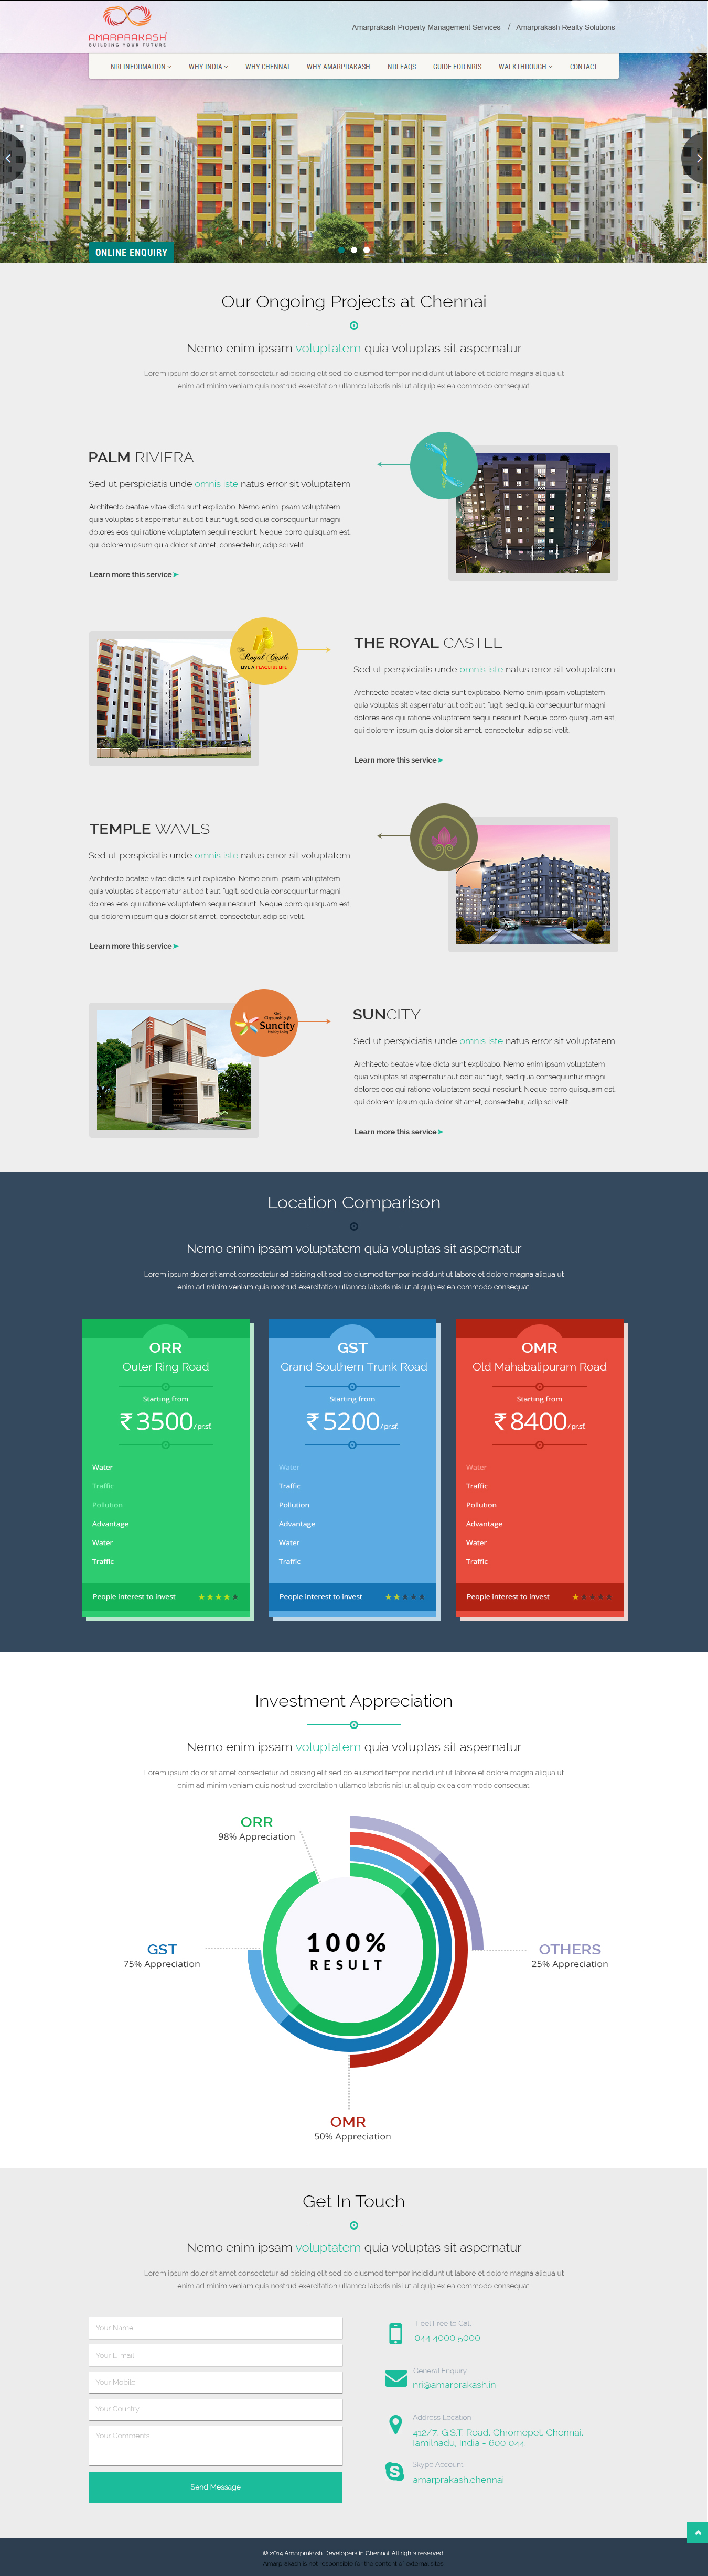 AMARPRAKASH
BUILDING YOUR FUTURE
Amarprakash Property Management Services / Amarprakash Realty Solutions
NRI INFORMATION WHY INDIA WHY CHENNAI WHY AMARPRAKASH NRI FAQS GUIDE FOR NRIS WALKTHROUGH CONTACT
ONLINE ENQUIRY
Our Ongoing Projects at Chennai
Nemo enim ipsam voluptatem quia voluptas sit aspernatur
Lorem ipsum dolor sit amet consectetur adipisicing elit sed do eiusmod tempor incididunt ut labore et dolore magna aliqua ut
enim ad minim veniam quis nostrud exercitation ullamco laboris nisi ut aliquip ex ea commodo consequat.
PALM RIVIERA
Sed ut perspiciatis unde omnis iste natus error sit voluptatem
Architecto beatae vitae dicta sunt explicabo. Nemo enim ipsam voluptatem
quia voluptas sit aspernatur aut odit aut fugit, sed quia consequuntur magni
dolores eos qui ratione voluptatem sequi nesciunt. Neque porro quisquam est,
qui dolorem ipsum quia dolor sit amet, consectetur, adipisci velit.
Learn more this service
The Royal Castle
LIVE A PEACEFUL LIFE
THE ROYAL CASTLE
Sed ut perspiciatis unde omnis iste natus error sit voluptatem
Architecto beatae vitae dicta sunt explicabo. Nemo enim ipsam voluptatem
quia voluptas sit aspernatur aut odit aut fugit, sed quia consequuntur magni
dolores eos qui ratione voluptatem sequi nesciunt. Neque porro quisquam est,
qui dolorem ipsum quia dolor sit amet, consectetur, adipisci velit.
Learn more this service
TEMPLE WAVES
Sed ut perspiciatis unde omnis iste natus error sit voluptatem
Architecto beatae vitae dicta sunt explicabo. Nemo enim ipsam voluptatem
quia voluptas sit aspernatur aut odit aut fugit, sed quia consequuntur magni
dolores eos qui ratione voluptatem sequi nesciunt. Neque porro quisquam est,
qui dolorem ipsum quia dolor sit amet, consectetur, adipisci velit.
Learn more this service
Suncity
Healthy Living
SUNCITY
Sed ut perspiciatis unde omnis iste natus error sit voluptatem
Architecto beatae vitae dicta sunt explicabo. Nemo enim ipsam voluptatem
quia voluptas sit aspernatur aut odit aut fugit, sed quia consequuntur magni
dolores eos qui ratione voluptatem sequi nesciunt. Neque porro quisquam est,
qui dolorem ipsum quia dolor sit amet, consectetur, adipisci velit.
Learn more this service
Location Comparison
Nemo enim ipsam voluptatem quia voluptas sit aspernatur
Lorem ipsum dolor sit amet consectetur adipisicing elit sed do eiusmod tempor incididunt ut labore et dolore magna aliqua ut
enim ad minim veniam quis nostrud exercitation ullamco laboris nisi ut aliquip ex ea commodo consequat.
ORR
Outer Ring Road
Starting from
₹3500/ pr.sf.
Water
Traffic
Pollution
Advantage
Water
Traffic
People interest to invest
GST
Grand Southern Trunk Road
Starting from
₹5200/ pr.sf.
Water
Traffic
Pollution
Advantage
Water
Traffic
People interest to invest
OMR
Old Mahabalipuram Road
Starting from
₹8400/ pr.sf.
Water
Traffic
Pollution
Advantage
Water
Traffic
People interest to invest
Investment Appreciation
Nemo enim ipsam voluptatem quia voluptas sit aspernatur
Lorem ipsum dolor sit amet consectetur adipisicing elit sed do eiusmod tempor incididunt ut labore et dolore magna aliqua ut
enim ad minim veniam quis nostrud exercitation ullamco laboris nisi ut aliquip ex ea commodo consequat.
ORR
98% Appreciation
100%
RESULT
GST
75% Appreciation
OTHERS
25% Appreciation
OMR
50% Appreciation
Get In Touch
Nemo enim ipsam voluptatem quia voluptas sit aspernatur
Lorem ipsum dolor sit amet consectetur adipisicing elit sed do eiusmod tempor incididunt ut labore et dolore magna aliqua ut
enim ad minim veniam quis nostrud exercitation ullamco laboris nisi ut aliquip ex ea commodo consequat.
Your Name
Your E-mail
Your Mobile
Your Country
Your Comments
Send Message
Feel Free to Call
044 4000 5000
General Enquiry
nri@amarprakash.in
Address Location
412/7, G.S.T. Road, Chromepet, Chennai,
Tamilnadu, India - 600 044
Skype Account
amarprakash.chennai
© 2014 Amarprakash Developers in Chennai. All rights reserved.
Amarprakash is not responsible for the content of external sites.